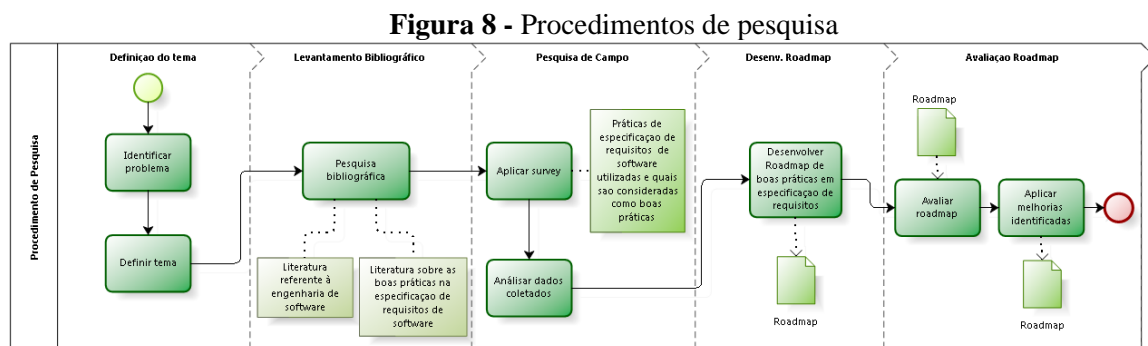 Figura 8 - Procedimentos de pesquisa
Procedimento de Pesquisa
Definiçao do tema
Identificar
problema
Definir tema
Levantamento Bibliográfico
Pesquisa
bibliográfica
Literatura
referente à
engenharia de
software
Literatura sobre as
boas práticas na
especificaçao de
requisitos de
software
Pesquisa de Campo
Aplicar survey
Práticas de
especificaçao de
requisitos de
software
utilizadas e quais
sao consideradas
como boas
práticas
Análisar dados
coletados
Desenv. Roadmap
Desenvolver
Roadmap de
boas práticas em
especificaçao de
requisitos
Roadmap
Avaliaçao Roadmap
Roadmap
Avaliar
roadmap
Aplicar
melhorias
identificadas
Roadmap